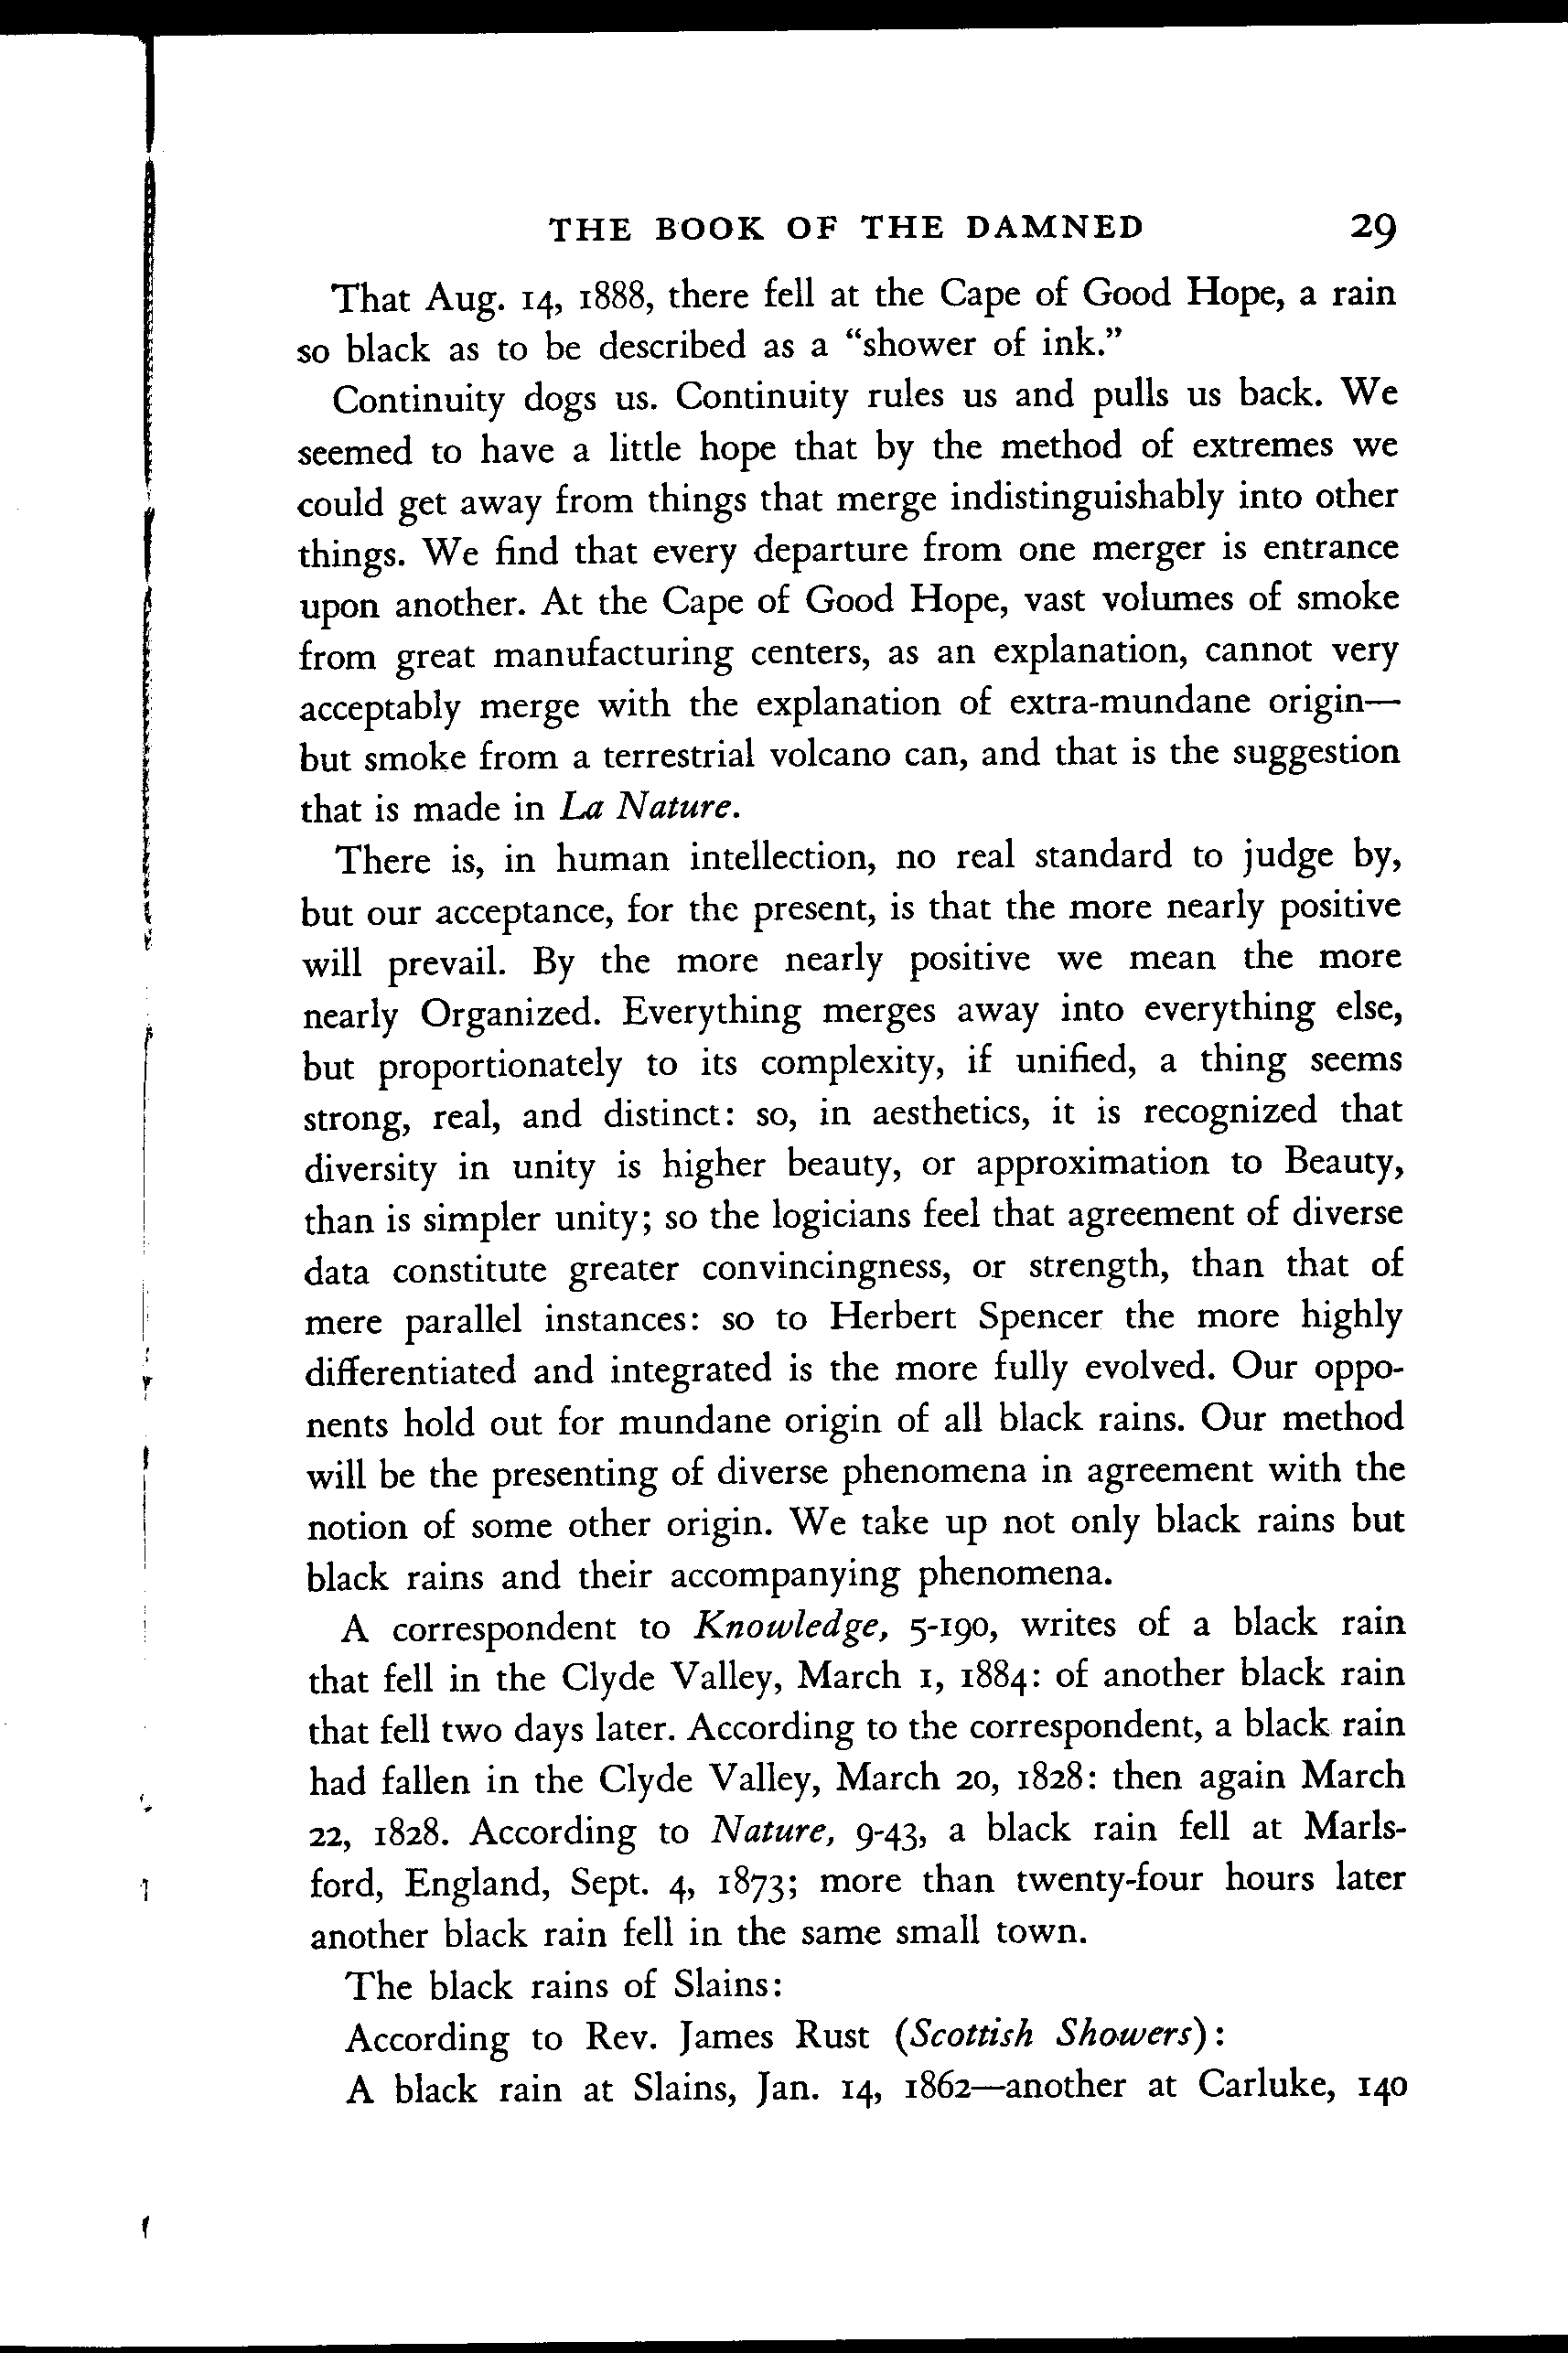 THE BOOK OF THE DAMNED 29
That Aug. 14, 1888, there fell at the Cape of Good Hope, a rain
so black as to be described as a “shower of ink.”
Continuity dogs us. Continuity rules us and pulls us back. We
seemed to have a little hope that by the method of extremes we
could get away from things that merge indistinguishably into other
things. We find that every departure from one merger is entrance
upon another. At the Cape of Good Hope, vast volumes of smoke
from great manufacturing centers, as an explanation, cannot very
acceptably merge with the explanation of extra-mundane origin—
but smoke from a terrestrial volcano can, and that is the suggestion
that is made in La Nature.
There is, in human intellection, no real standard to judge by,
but our acceptance, for the present, is that the more nearly positive
will prevail. By the more nearly positive we mean the more
nearly Organized. Everything merges away into everything else,
but proportionately to its complexity, if unified, a thing seems
strong, real, and distinct: so, in aesthetics, it is recognized that
diversity in unity is higher beauty, or approximation to Beauty,
than is simpler unity; so the logicians feel that agreement of diverse
data constitute greater convincingness, or strength, than that of
mere parallel instances: so to Herbert Spencer the more highly
differentiated and integrated is the more fully evolved. Our oppo-
nents hold out for mundane origin of all black rains. Our method
will be the presenting of diverse phenomena in agreement with the
notion of some other origin. We take up not only black rains but
black rains and their accompanying phenomena.
A correspondent to Knowledge, 5-190, writes of a black rain
that fell in the Clyde Valley, March 1, 1884: of another black rain
that fell two days later. According to the correspondent, a black rain
had fallen in the Clyde Valley, March 20, 1828: then again March
22, 1828. According to Nature, 9-43, a black rain fell at Marls-
ford, England, Sept. 4, 1873; more than twenty-four hours later
another black rain fell in the same small town.
The black rains of Slains:
According to Rev. James Rust (Scottish Showers):
A black rain at Slains, Jan. 14, 1862—another at Carluke, 140